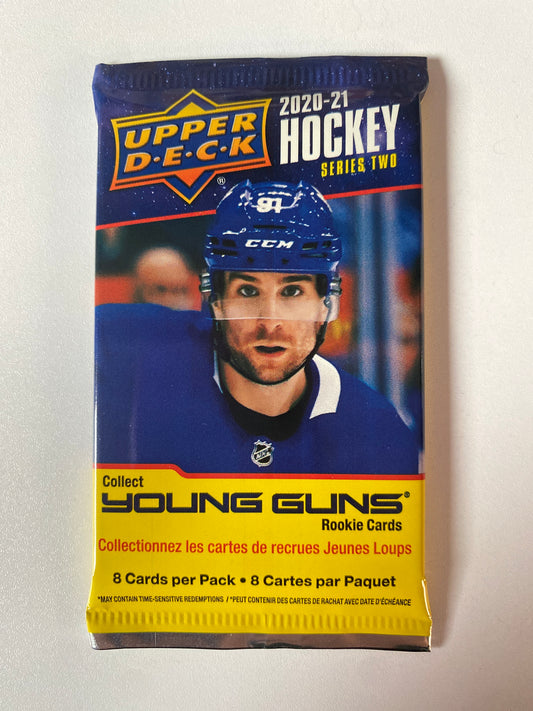 UPPER
D•E•C•K
®
2020-21
HOCKEY
SERIES TWO
91
CCM
NHL
Collect
YOUNG GUNS®
Rookie Cards
Collectionnez les cartes de recrues Jeunes Loups
8 Cards per Pack • 8 Cartes par Paquet
*MAY CONTAIN TIME-SENSITIVE REDEMPTIONS / *PEUT CONTENIR DES CARTES DE RACHAT AVEC DATE D'ÉCHÉANCE